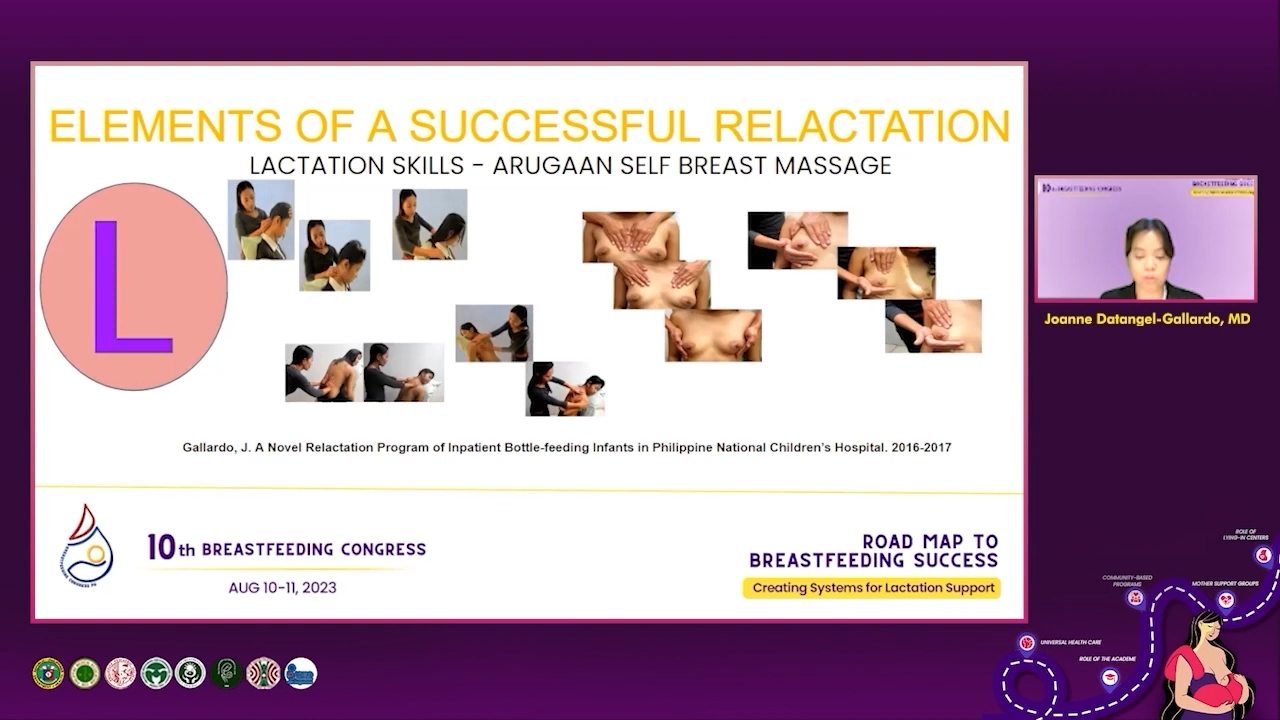 ELEMENTS OF A SUCCESSFUL RELACTATION
LACTATION SKILLS - ARUGAAN SELF BREAST MASSAGE
L
Gallardo, J. A Novel Relactation Program of Inpatient Bottle-feeding Infants in Philippine National Children's Hospital. 2016-2017
10th BREASTFEEDING CONGRESS
AUG 10-11, 2023
ROAD MAP TO
BREASTFEEDING SUCCESS
Creating Systems for Lactation Support
Joanne Datangel-Gallardo, MD
ROLE OF
LYING-IN CENTERS
COMMUNITY-BASED
PROGRAMS
MOTHER SUPPORT GROUPS
UNIVERSAL HEALTH CARE
ROLE OF THE ACADEME